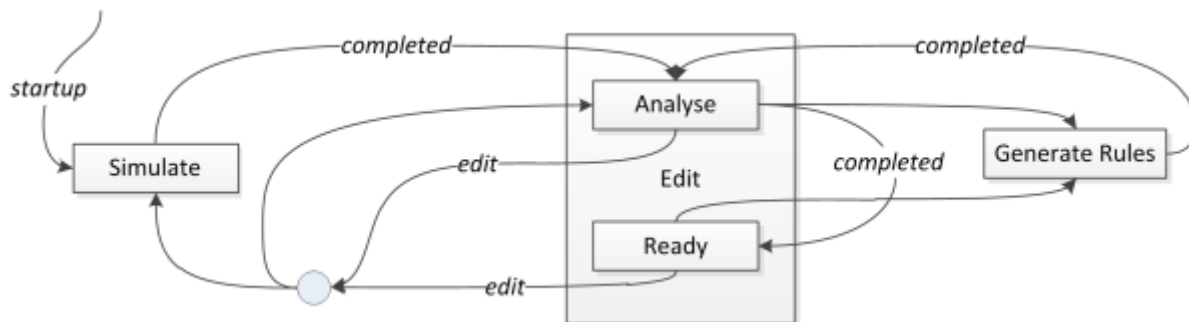 completed
completed
startup
Analyse
Simulate
edit
completed
Generate Rules
Edit
Ready
edit